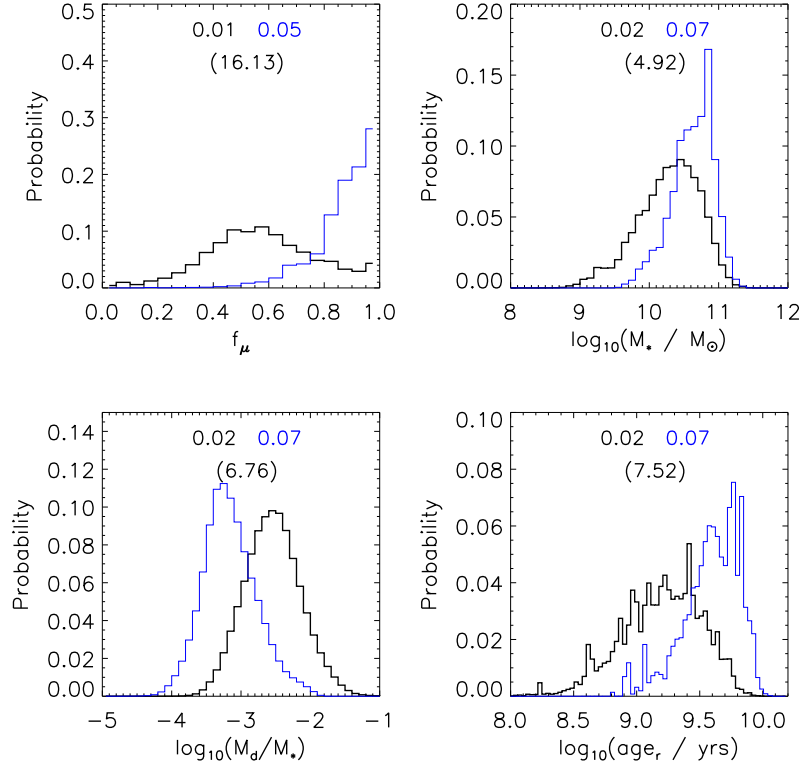 0.5
0.4
0.3
0.2
0.1
0.0
Probability
0.01 0.05
(16.13)
0.0 0.2 0.4 0.6 0.8 1.0
f_μ
0.20
0.15
0.10
0.05
0.00
Probability
0.02 0.07
(4.92)
8 9 10 11 12
log₁₀(M_* / M_⊙)
0.14
0.12
0.10
0.08
0.06
0.04
0.02
0.00
Probability
0.02 0.07
(6.76)
−5 −4 −3 −2 −1
log₁₀(M_d/M_*)
0.10
0.08
0.06
0.04
0.02
0.00
Probability
0.02 0.07
(7.52)
8.0 8.5 9.0 9.5 10.0
log₁₀(age_r / yrs)